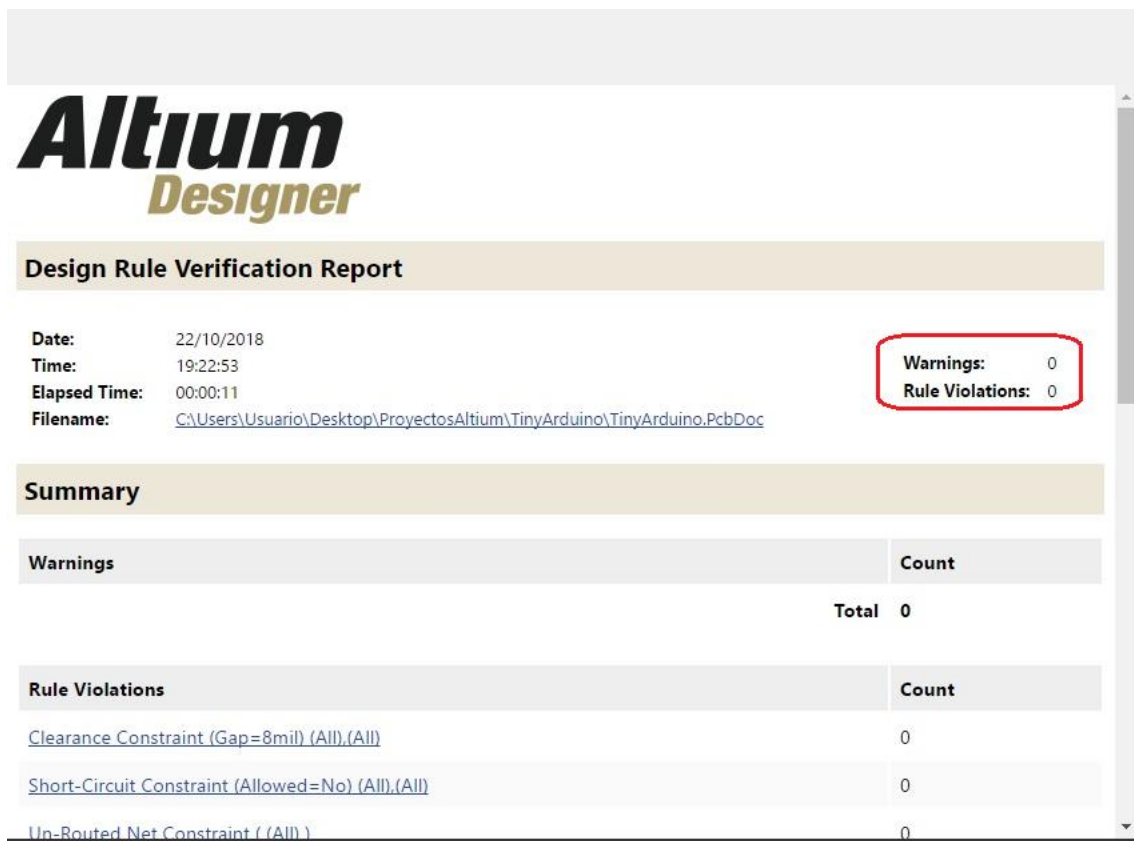 Altium
Designer
Design Rule Verification Report
Date: 22/10/2018
Time: 19:22:53
Elapsed Time: 00:00:11
Filename: C:\Users\Usuario\Desktop\ProyectosAltium\TinyArduino\TinyArduino.PcbDoc
Warnings: 0
Rule Violations: 0
Summary
Warnings Count
Total 0
Rule Violations Count
Clearance Constraint (Gap=8mil) (All),(All) 0
Short-Circuit Constraint (Allowed=No) (All),(All) 0
Un-Routed Net Constraint ( (All) ) 0